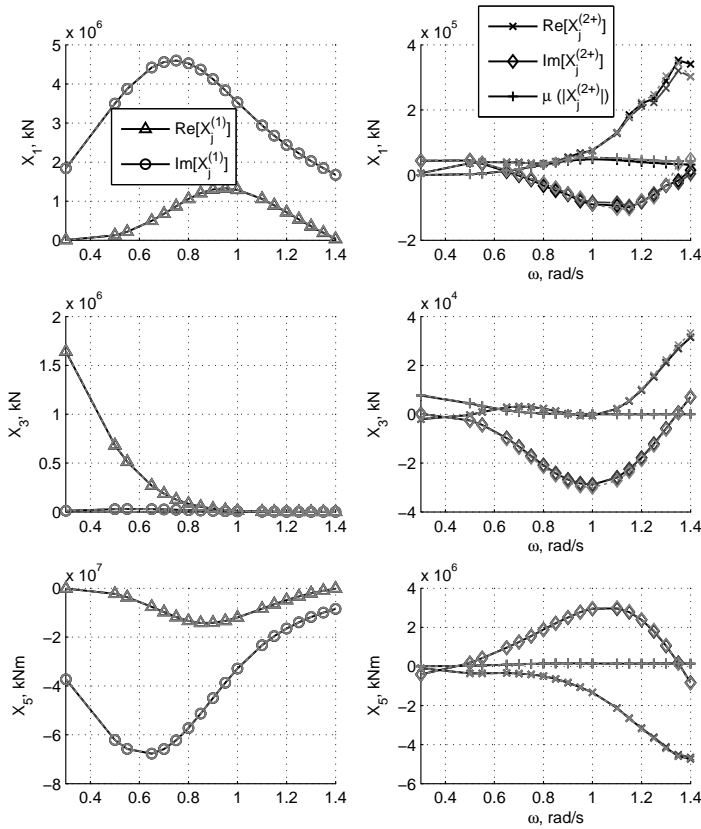 x 10^6
5
4
3
2
1
0
X_1, kN
0.4 0.6 0.8 1 1.2 1.4
Re[X_j^(1)]
Im[X_j^(1)]
x 10^5
4
2
0
−2
X_1, kN
0.4 0.6 0.8 1 1.2 1.4
ω, rad/s
Re[X_j^(2+)]
Im[X_j^(2+)]
μ (|X_j^(2+)|)
x 10^6
2
1.5
1
0.5
0
X_3, kN
0.4 0.6 0.8 1 1.2 1.4
x 10^4
4
2
0
−2
−4
X_3, kN
0.4 0.6 0.8 1 1.2 1.4
ω, rad/s
x 10^7
0
−2
−4
−6
−8
X_5, kNm
0.4 0.6 0.8 1 1.2 1.4
x 10^6
4
2
0
−2
−4
−6
X_5, kNm
0.4 0.6 0.8 1 1.2 1.4
ω, rad/s